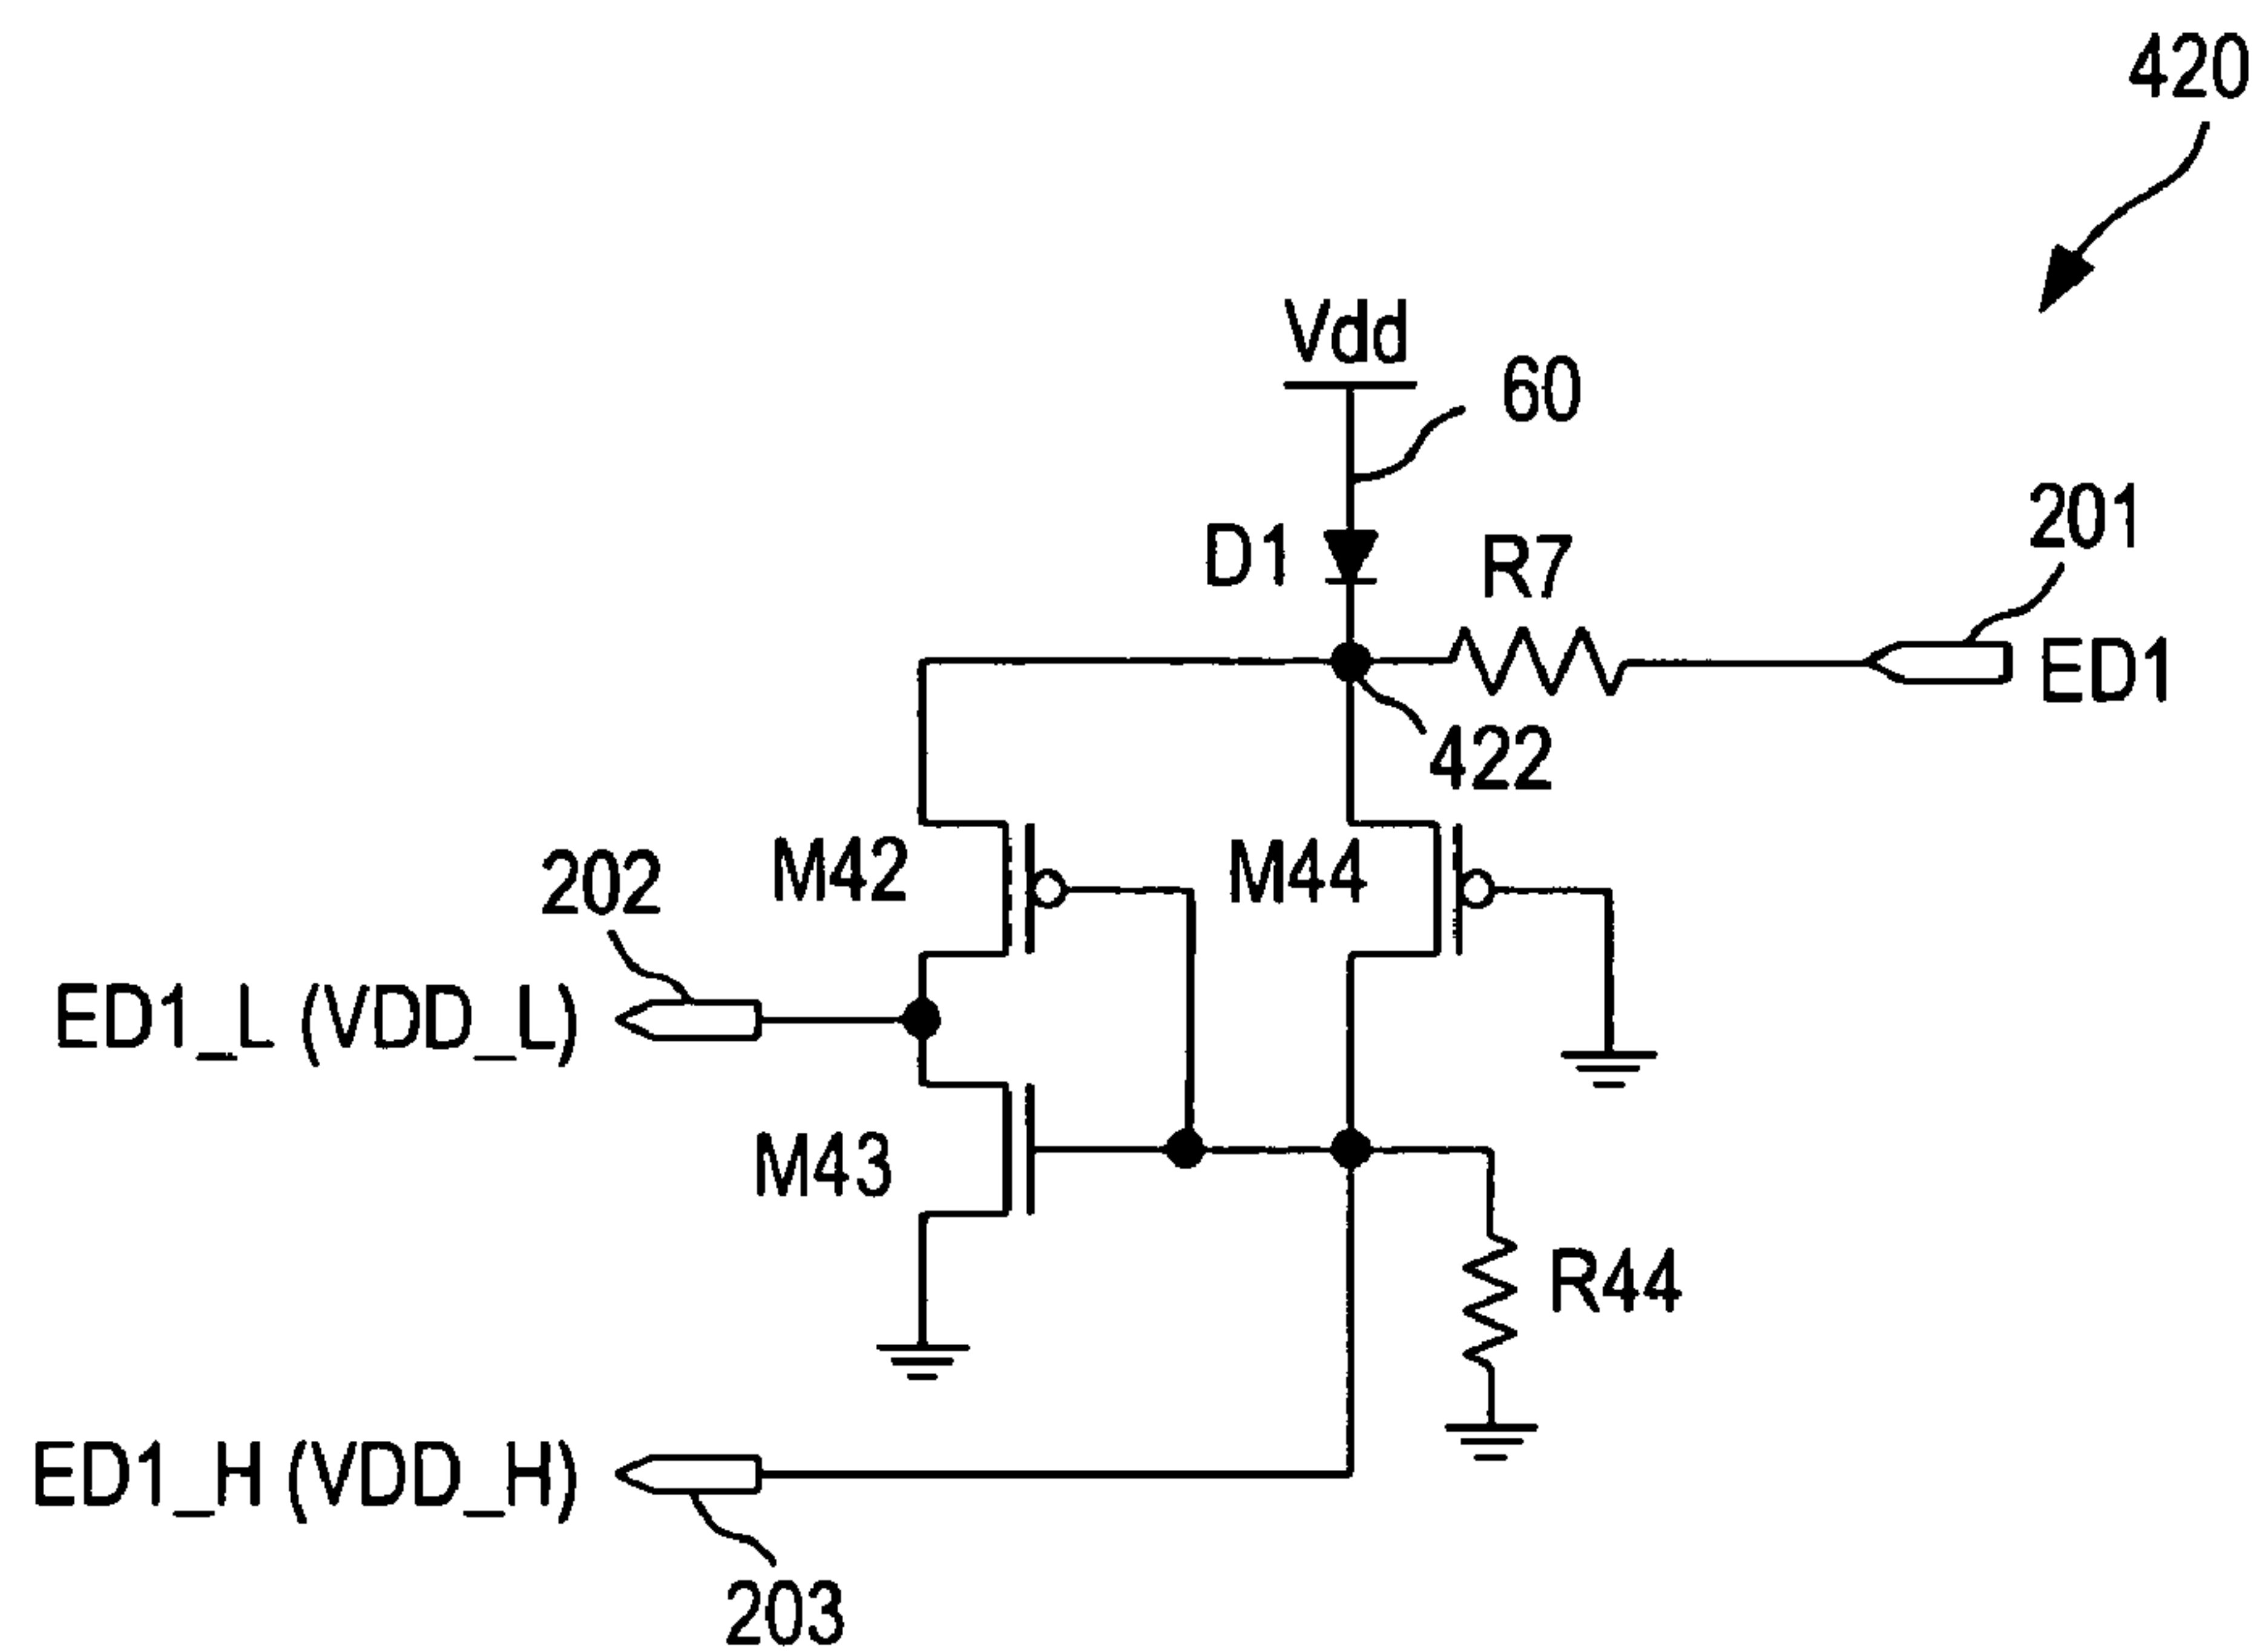 420
Vdd
60
201
D1
R7
ED1
422
M42
M44
202
ED1_L (VDD_L)
M43
R44
ED1_H (VDD_H)
203